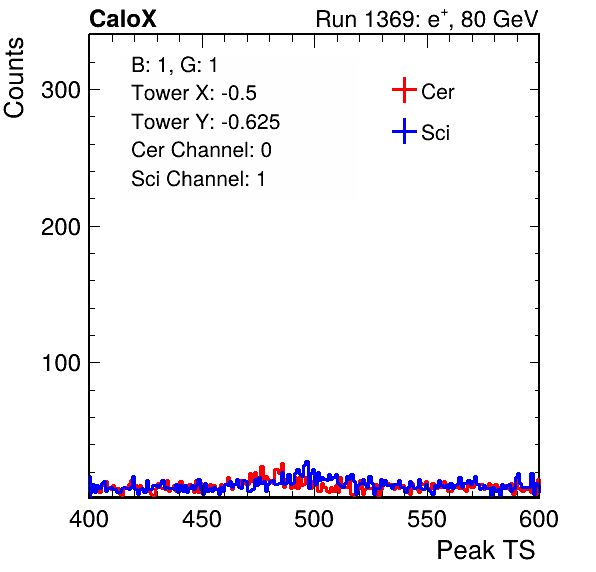 CaloX Run 1369: e⁺, 80 GeV
Counts
B: 1, G: 1
Tower X: -0.5
Tower Y: -0.625
Cer Channel: 0
Sci Channel: 1
Cer
Sci
300
200
100
400 450 500 550 600
Peak TS